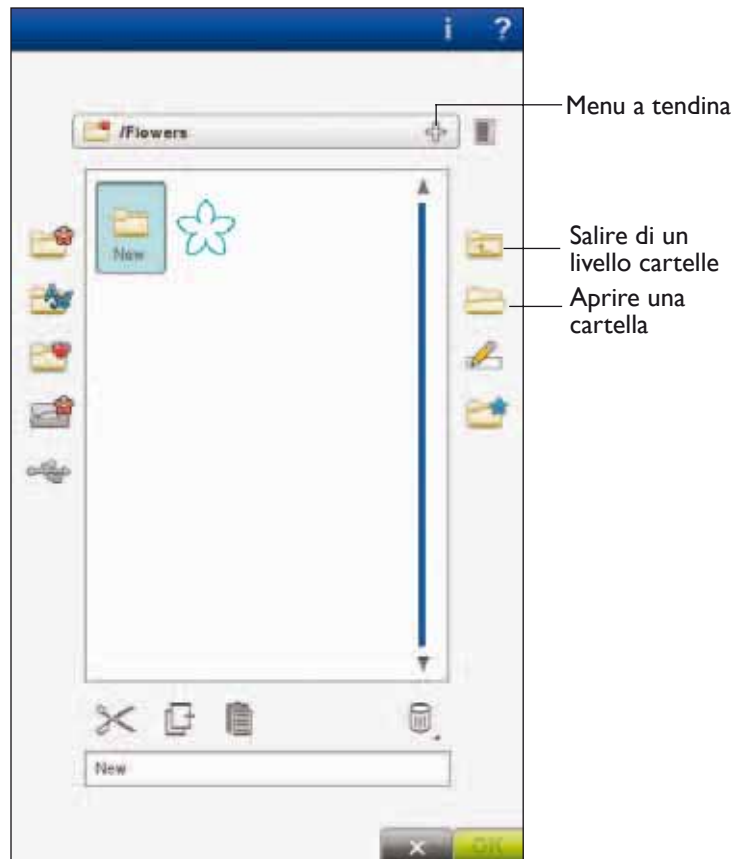 i ?
/Flowers
Menu a tendina
New
Salire di un
livello cartelle
Aprire una
cartella
New
OK